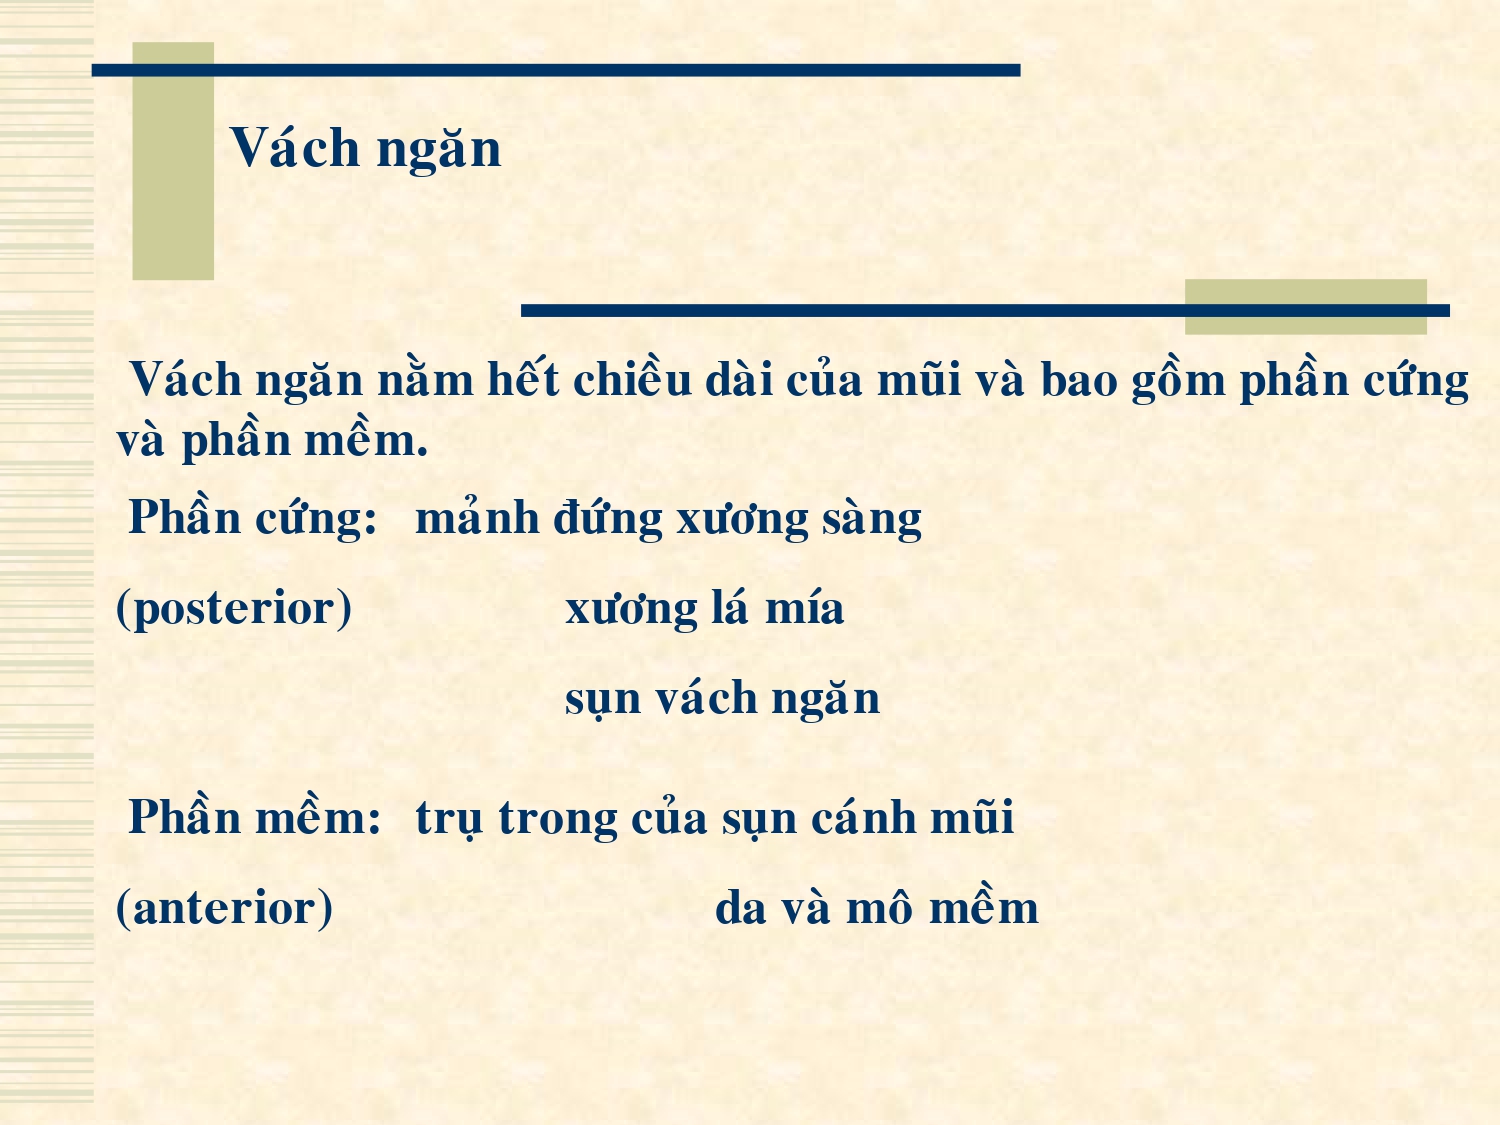 Vách ngăn
Vách ngăn nằm hết chiều dài của mũi và bao gồm phần cứng
và phần mềm.
Phần cứng: mảnh đứng xương sàng
(posterior) xương lá mía
sụn vách ngăn
Phần mềm: trụ trong của sụn cánh mũi
(anterior) da và mô mềm